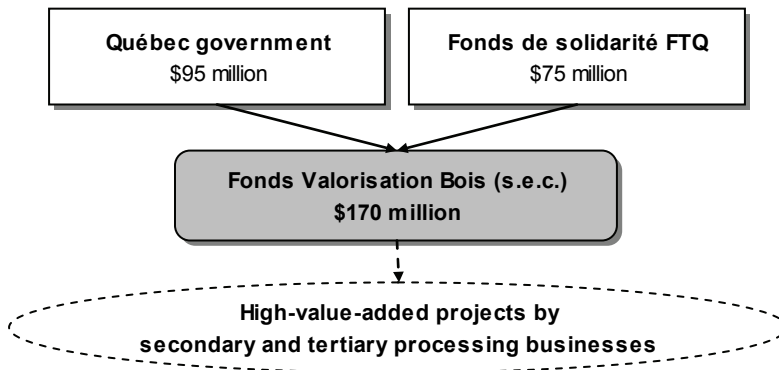 Québec government
$95 million
Fonds de solidarité FTQ
$75 million
Fonds Valorisation Bois (s.e.c.)
$170 million
High-value-added projects by
secondary and tertiary processing businesses